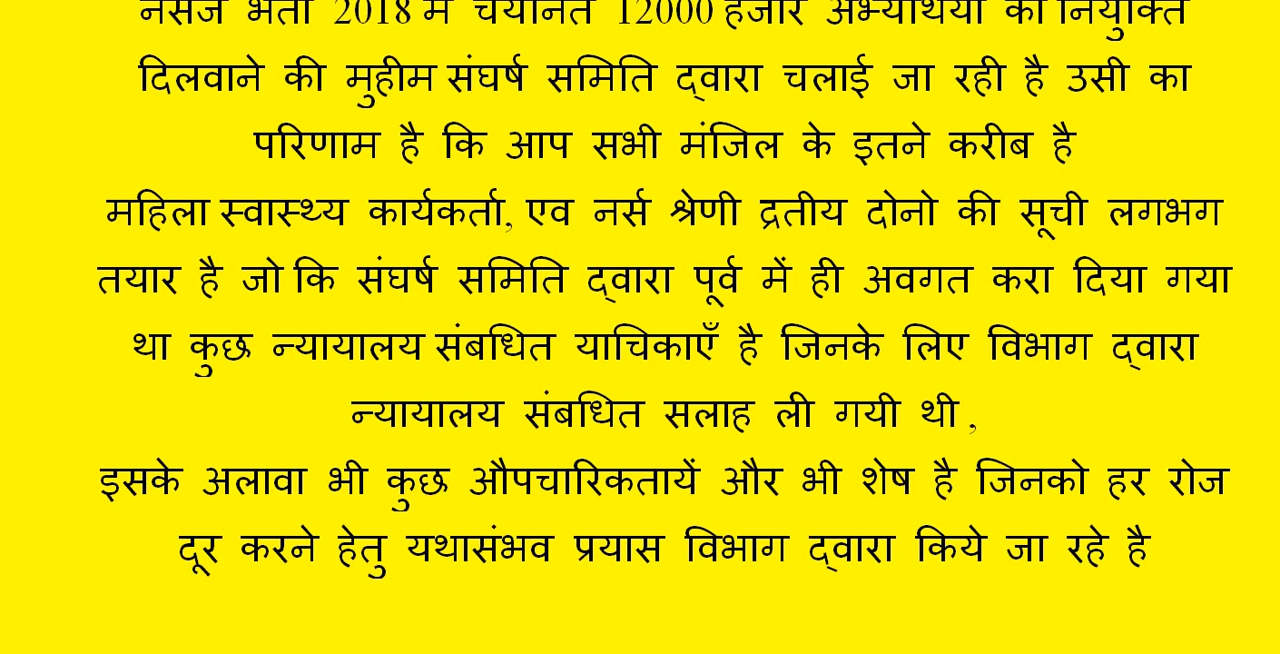 नर्सेज भर्ती 2018 में चयनित 12000 हजार अभ्यर्थियों को नियुक्ति
दिलवाने की मुहीम संघर्ष समिति द्वारा चलाई जा रही है उसी का
परिणाम है कि आप सभी मंजिल के इतने करीब है
महिला स्वास्थ्य कार्यकर्ता, एव नर्स श्रेणी द्रतीय दोनो की सूची लगभग
तयार है जो कि संघर्ष समिति द्वारा पूर्व में ही अवगत करा दिया गया
था कुछ न्यायालय संबधित याचिकाएँ है जिनके लिए विभाग द्वारा
न्यायालय संबधित सलाह ली गयी थी ,
इसके अलावा भी कुछ औपचारिकतायें और भी शेष है जिनको हर रोज
दूर करने हेतु यथासंभव प्रयास विभाग द्वारा किये जा रहे है